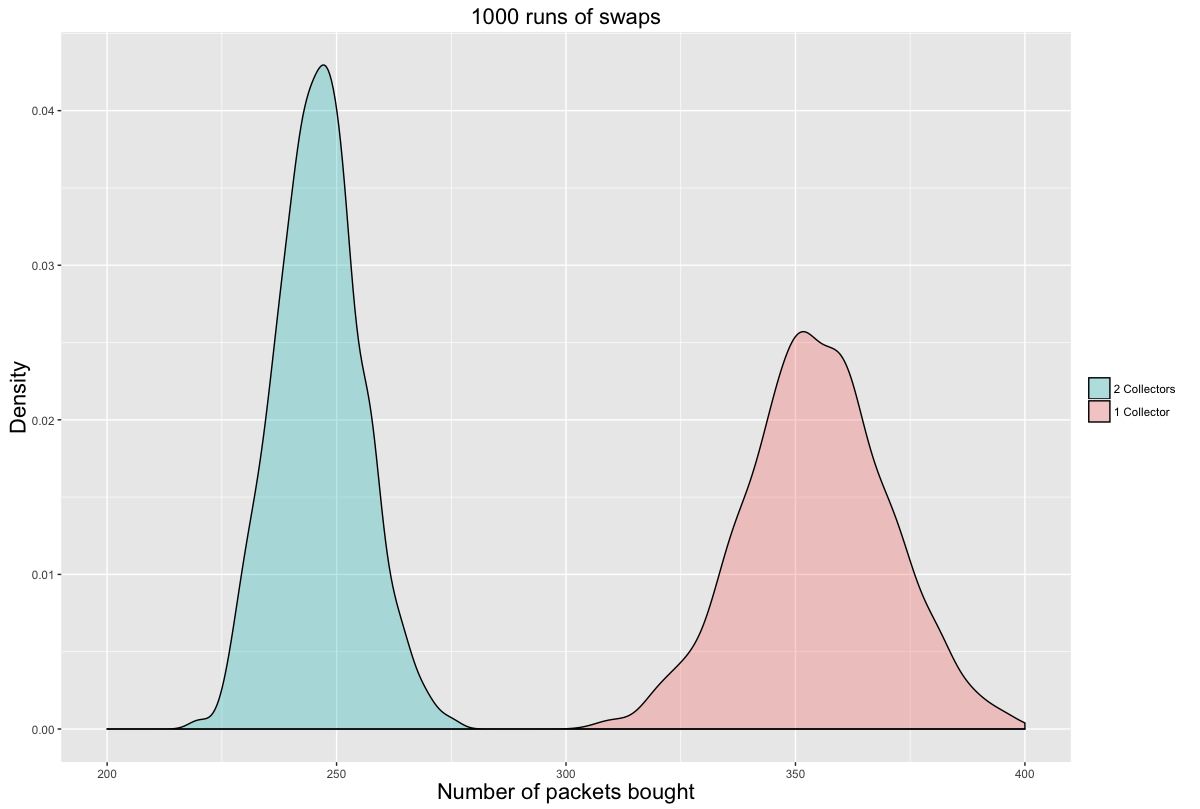 1000 runs of swaps
0.04
0.03
0.02
0.01
0.00
Density
200 250 300 350 400
Number of packets bought
2 Collectors
1 Collector